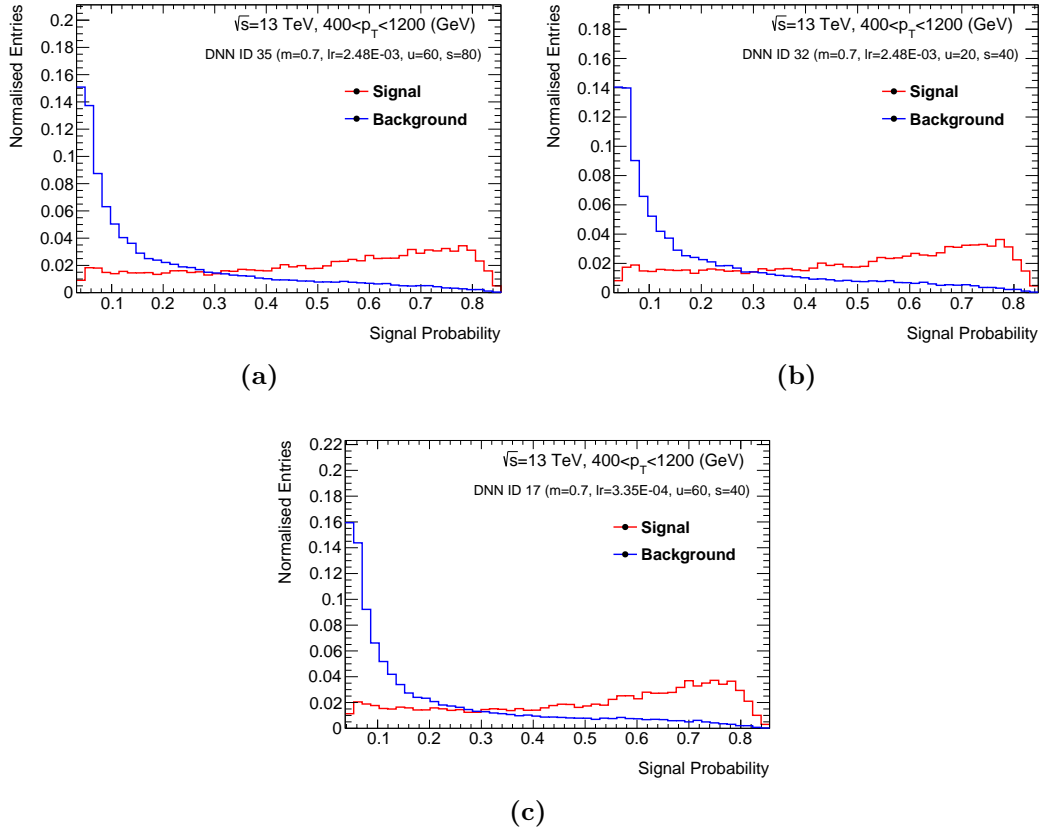 √s=13 TeV, 400<p_T<1200 (GeV)
DNN ID 35 (m=0.7, lr=2.48E-03, u=60, s=80)
Signal
Background
Normalised Entries
0.2
0.18
0.16
0.14
0.12
0.1
0.08
0.06
0.04
0.02
0
0.1 0.2 0.3 0.4 0.5 0.6 0.7 0.8
Signal Probability
(a)
√s=13 TeV, 400<p_T<1200 (GeV)
DNN ID 32 (m=0.7, lr=2.48E-03, u=20, s=40)
Signal
Background
Normalised Entries
0.18
0.16
0.14
0.12
0.1
0.08
0.06
0.04
0.02
0
0.1 0.2 0.3 0.4 0.5 0.6 0.7 0.8
Signal Probability
(b)
√s=13 TeV, 400<p_T<1200 (GeV)
DNN ID 17 (m=0.7, lr=3.35E-04, u=60, s=40)
Signal
Background
Normalised Entries
0.22
0.2
0.18
0.16
0.14
0.12
0.1
0.08
0.06
0.04
0.02
0
0.1 0.2 0.3 0.4 0.5 0.6 0.7 0.8
Signal Probability
(c)